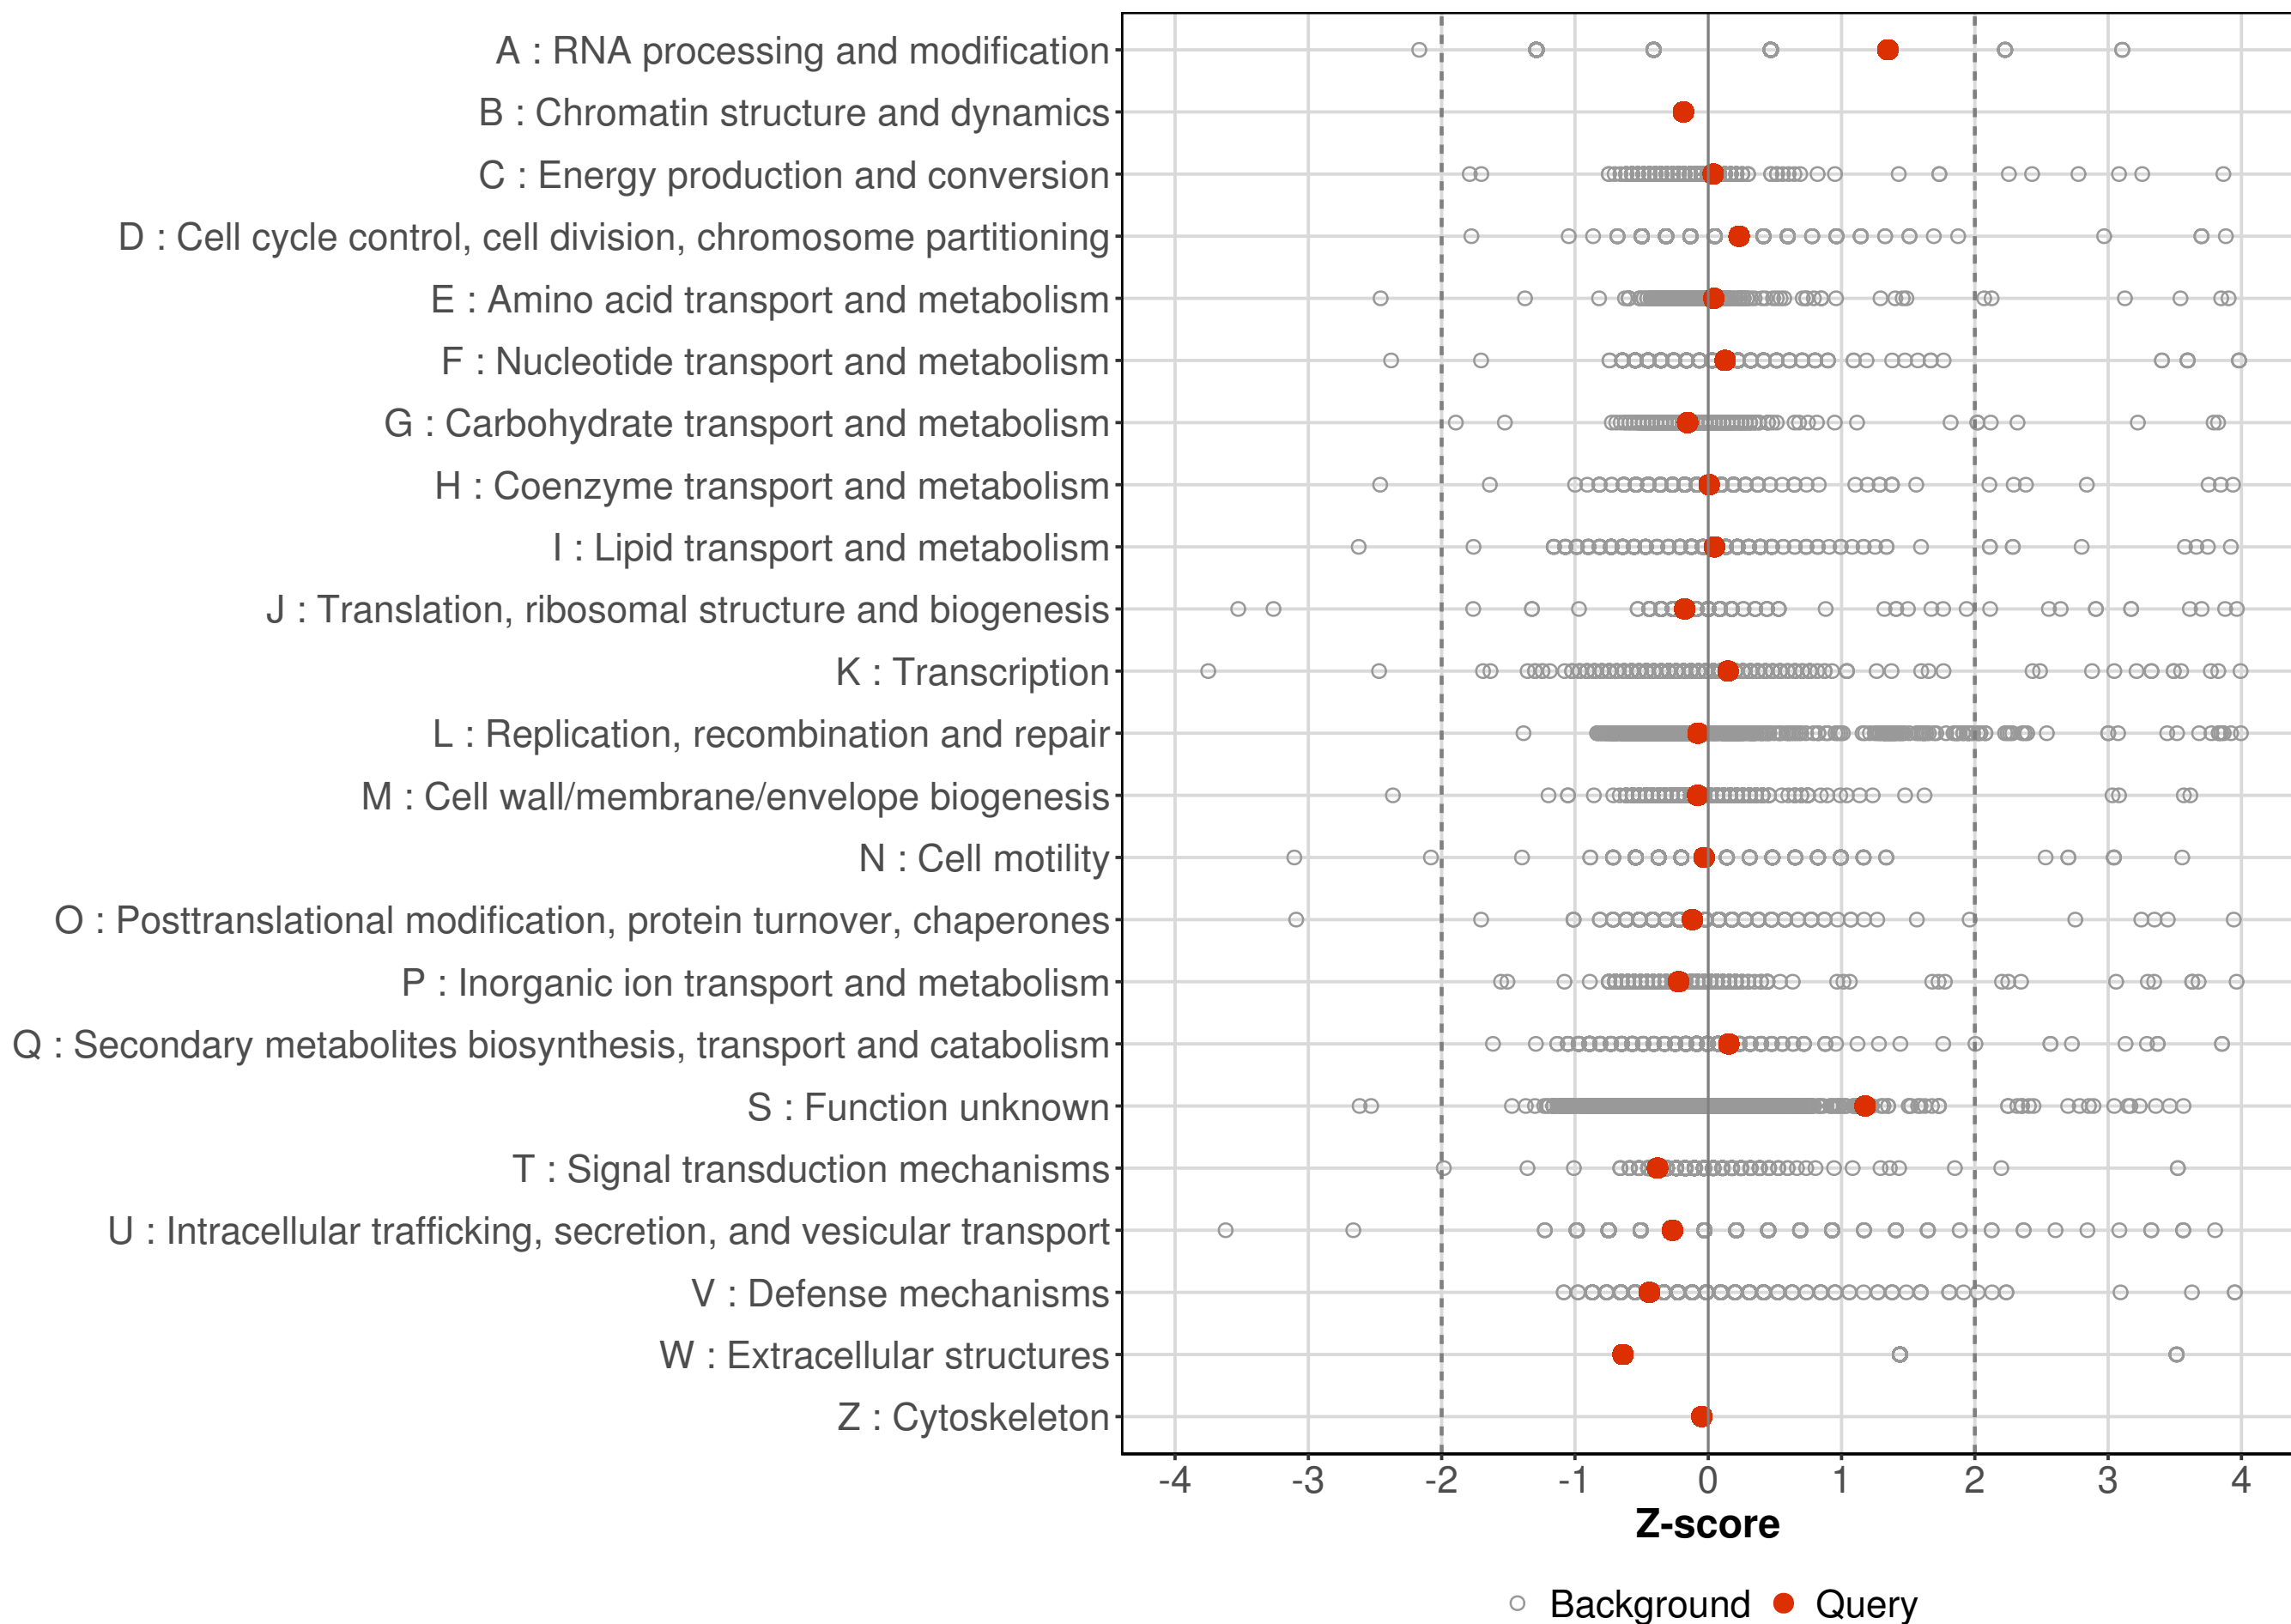 A : RNA processing and modification
B : Chromatin structure and dynamics
C : Energy production and conversion
D : Cell cycle control, cell division, chromosome partitioning
E : Amino acid transport and metabolism
F : Nucleotide transport and metabolism
G : Carbohydrate transport and metabolism
H : Coenzyme transport and metabolism
I : Lipid transport and metabolism
J : Translation, ribosomal structure and biogenesis
K : Transcription
L : Replication, recombination and repair
M : Cell wall/membrane/envelope biogenesis
N : Cell motility
O : Posttranslational modification, protein turnover, chaperones
P : Inorganic ion transport and metabolism
Q : Secondary metabolites biosynthesis, transport and catabolism
S : Function unknown
T : Signal transduction mechanisms
U : Intracellular trafficking, secretion, and vesicular transport
V : Defense mechanisms
W : Extracellular structures
Z : Cytoskeleton
-4 -3 -2 -1 0 1 2 3 4
Z-score
Background Query